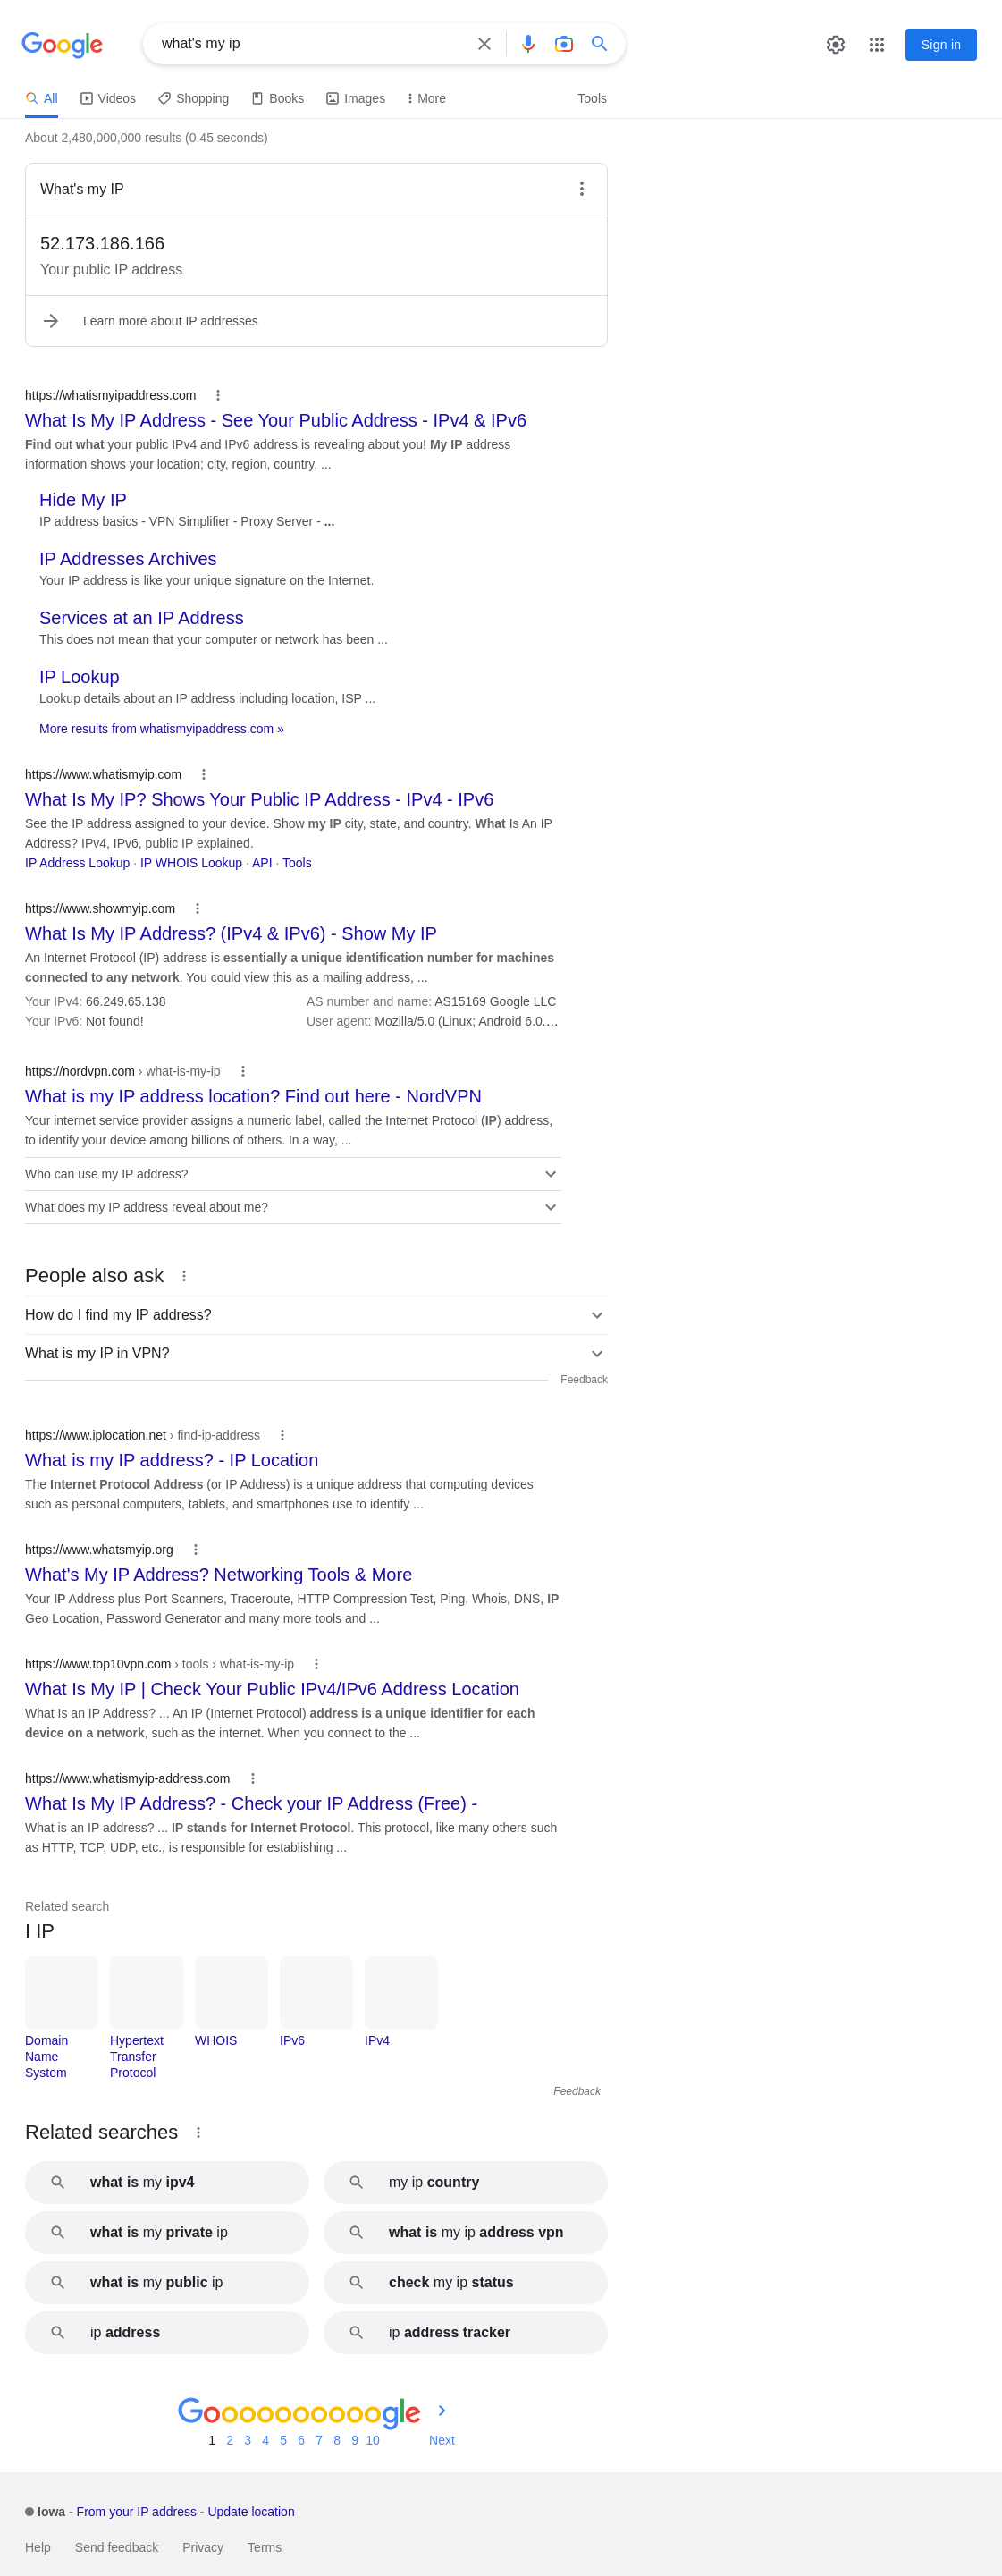 Google
what's my ip
Sign in
All
Videos
Shopping
Books
Images
More
Tools
About 2,480,000,000 results (0.45 seconds)
What's my IP
52.173.186.166
Your public IP address
Learn more about IP addresses
https://whatismyipaddress.com
What Is My IP Address - See Your Public Address - IPv4 & IPv6
Find out what your public IPv4 and IPv6 address is revealing about you! My IP address
information shows your location; city, region, country, ...
Hide My IP
IP address basics - VPN Simplifier - Proxy Server - ...
IP Addresses Archives
Your IP address is like your unique signature on the Internet.
Services at an IP Address
This does not mean that your computer or network has been ...
IP Lookup
Lookup details about an IP address including location, ISP ...
More results from whatismyipaddress.com »
https://www.whatismyip.com
What Is My IP? Shows Your Public IP Address - IPv4 - IPv6
See the IP address assigned to your device. Show my IP city, state, and country. What Is An IP
Address? IPv4, IPv6, public IP explained.
IP Address Lookup · IP WHOIS Lookup · API · Tools
https://www.showmyip.com
What Is My IP Address? (IPv4 & IPv6) - Show My IP
An Internet Protocol (IP) address is essentially a unique identification number for machines
connected to any network. You could view this as a mailing address, ...
Your IPv4: 66.249.65.138
AS number and name: AS15169 Google LLC
Your IPv6: Not found!
User agent: Mozilla/5.0 (Linux; Android 6.0....
https://nordvpn.com › what-is-my-ip
What is my IP address location? Find out here - NordVPN
Your internet service provider assigns a numeric label, called the Internet Protocol (IP) address,
to identify your device among billions of others. In a way, ...
Who can use my IP address?
What does my IP address reveal about me?
People also ask
How do I find my IP address?
What is my IP in VPN?
Feedback
https://www.iplocation.net › find-ip-address
What is my IP address? - IP Location
The Internet Protocol Address (or IP Address) is a unique address that computing devices
such as personal computers, tablets, and smartphones use to identify ...
https://www.whatsmyip.org
What's My IP Address? Networking Tools & More
Your IP Address plus Port Scanners, Traceroute, HTTP Compression Test, Ping, Whois, DNS, IP
Geo Location, Password Generator and many more tools and ...
https://www.top10vpn.com › tools › what-is-my-ip
What Is My IP | Check Your Public IPv4/IPv6 Address Location
What Is an IP Address? ... An IP (Internet Protocol) address is a unique identifier for each
device on a network, such as the internet. When you connect to the ...
https://www.whatismyip-address.com
What Is My IP Address? - Check your IP Address (Free) -
What is an IP address? ... IP stands for Internet Protocol. This protocol, like many others such
as HTTP, TCP, UDP, etc., is responsible for establishing ...
Related search
I IP
Domain
Name
System
Hypertext
Transfer
Protocol
WHOIS
IPv6
IPv4
Feedback
Related searches
what is my ipv4
my ip country
what is my private ip
what is my ip address vpn
what is my public ip
check my ip status
ip address
ip address tracker
Goooooooooogle
1 2 3 4 5 6 7 8 9 10 Next
Iowa - From your IP address - Update location
Help
Send feedback
Privacy
Terms